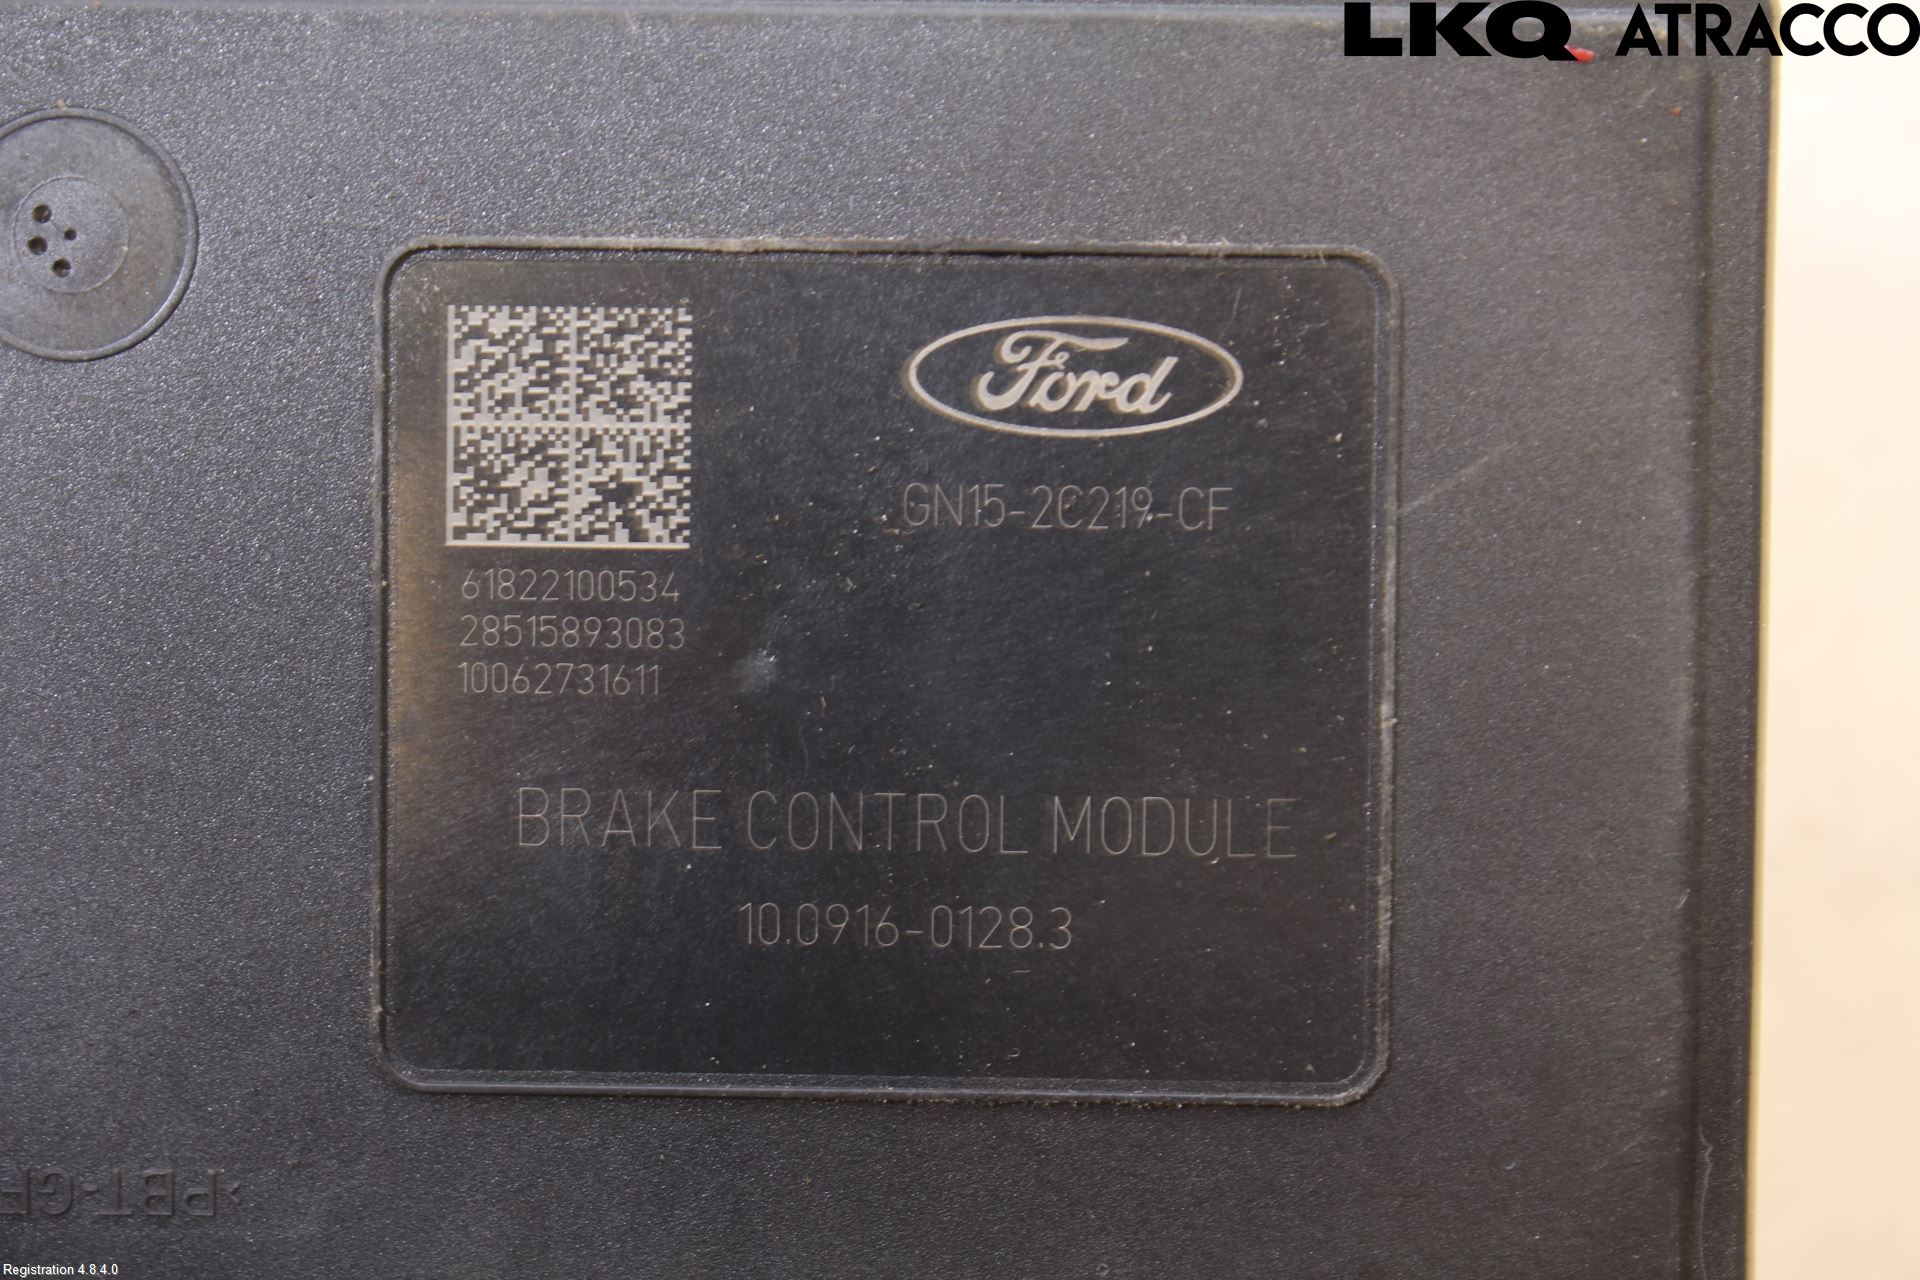 LKQ ATRACCO
Ford
GN15-2C219-CF
61822100534
28515893083
10062731611
BRAKE CONTROL MODULE
10.0916-0128.3
Registration 4.8.4.0